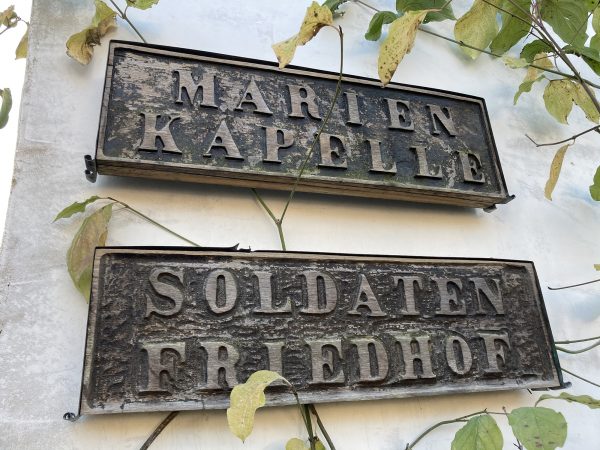 MARIEN
KAPELLE
SOLDATEN
FRIEDHOF